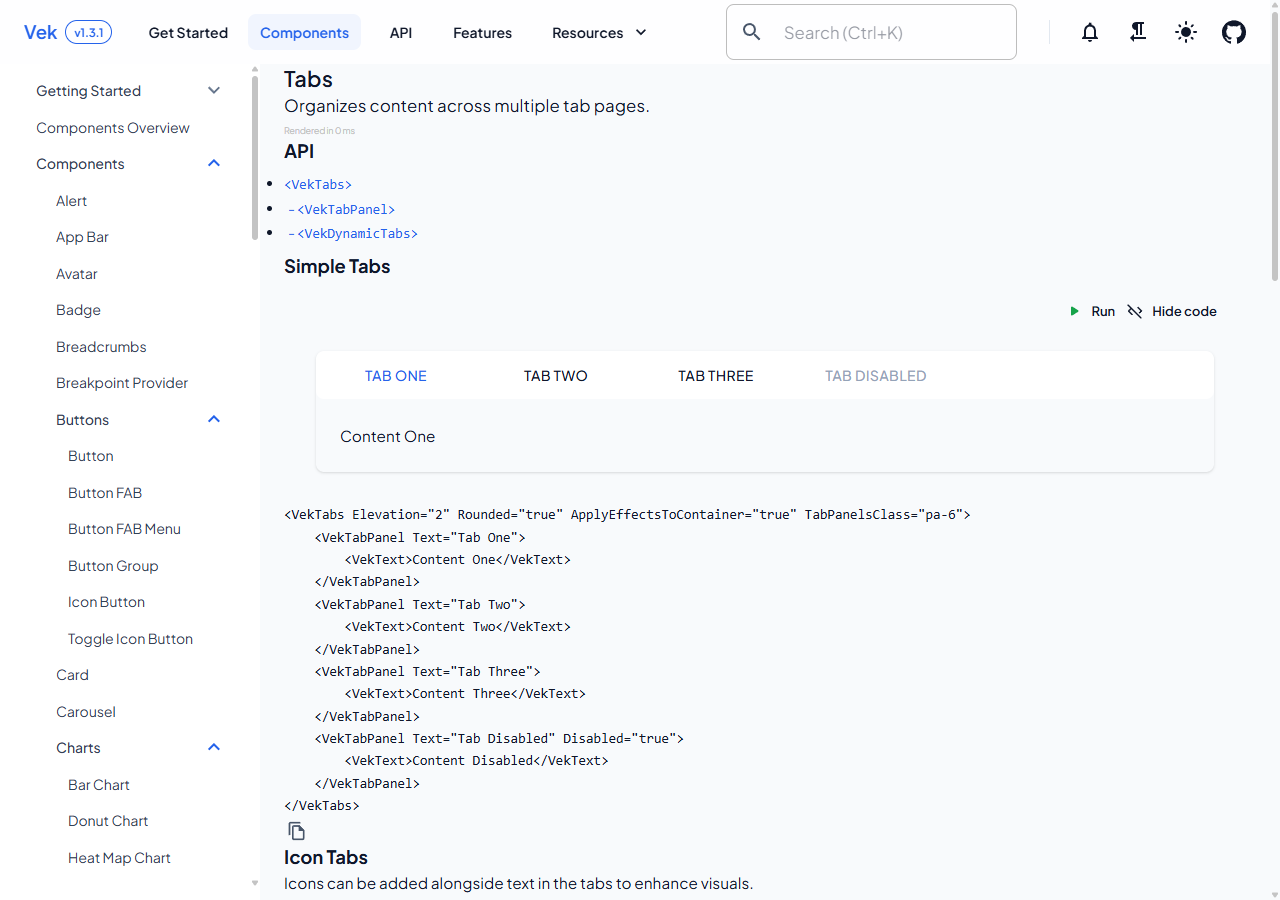 Vek v1.3.1 Get Started Components API Features Resources Search (Ctrl+K)
Getting Started
Components Overview
Components
Alert
App Bar
Avatar
Badge
Breadcrumbs
Breakpoint Provider
Buttons
Button
Button FAB
Button FAB Menu
Button Group
Icon Button
Toggle Icon Button
Card
Carousel
Charts
Bar Chart
Donut Chart
Heat Map Chart
Tabs
Organizes content across multiple tab pages.
Rendered in 0 ms
API
<VekTabs>
-<VekTabPanel>
-<VekDynamicTabs>
Simple Tabs
Run Hide code
TAB ONE TAB TWO TAB THREE TAB DISABLED
Content One
<VekTabs Elevation="2" Rounded="true" ApplyEffectsToContainer="true" TabPanelsClass="pa-6">
    <VekTabPanel Text="Tab One">
        <VekText>Content One</VekText>
    </VekTabPanel>
    <VekTabPanel Text="Tab Two">
        <VekText>Content Two</VekText>
    </VekTabPanel>
    <VekTabPanel Text="Tab Three">
        <VekText>Content Three</VekText>
    </VekTabPanel>
    <VekTabPanel Text="Tab Disabled" Disabled="true">
        <VekText>Content Disabled</VekText>
    </VekTabPanel>
</VekTabs>
Icon Tabs
Icons can be added alongside text in the tabs to enhance visuals.